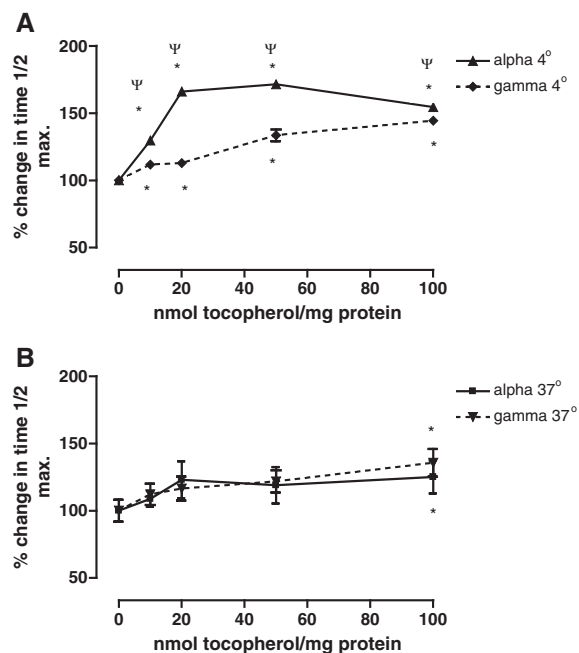 A
% change in time 1/2
max.
200
150
100
50
Ψ
*
Ψ
*
Ψ
*
Ψ
*
*
*
*
*
alpha 4°
gamma 4°
0 20 40 60 80 100
nmol tocopherol/mg protein
B
% change in time 1/2
max.
200
150
100
50
*
*
alpha 37°
gamma 37°
0 20 40 60 80 100
nmol tocopherol/mg protein